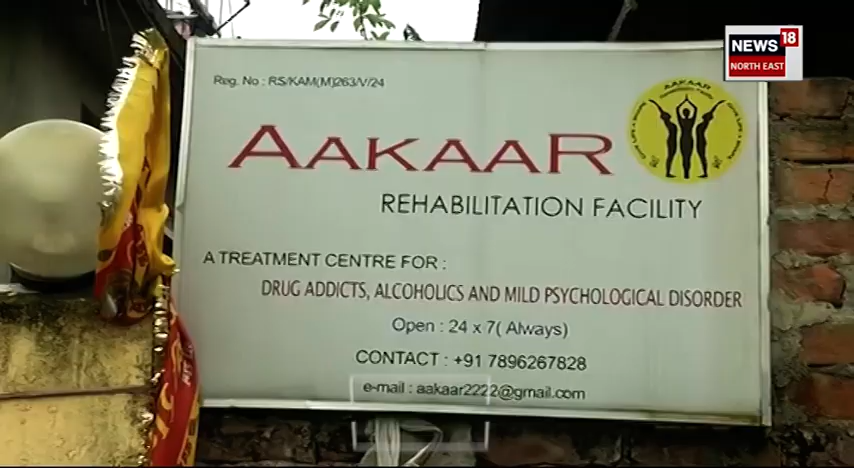 NEWS 18
NORTH EAST
Reg. No : RS/KAM(M)263/V/24
AAKAAR
AAKAAR
REHABILITATION FACILITY
A TREATMENT CENTRE FOR :
DRUG ADDICTS, ALCOHOLICS AND MILD PSYCHOLOGICAL DISORDER
Open : 24 x 7( Always)
CONTACT : +91 7896267828
e-mail : aakaar2222@gmail.com